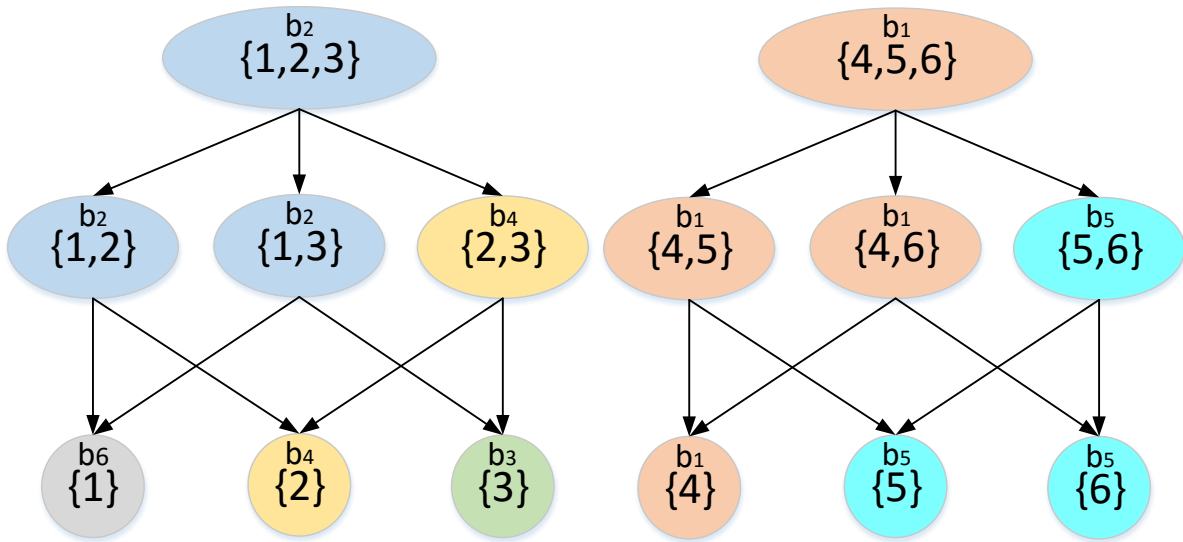 b2
{1,2,3}
b1
{4,5,6}
b2
{1,2}
b2
{1,3}
b4
{2,3}
b1
{4,5}
b1
{4,6}
b5
{5,6}
b6
{1}
b4
{2}
b3
{3}
b1
{4}
b5
{5}
b5
{6}